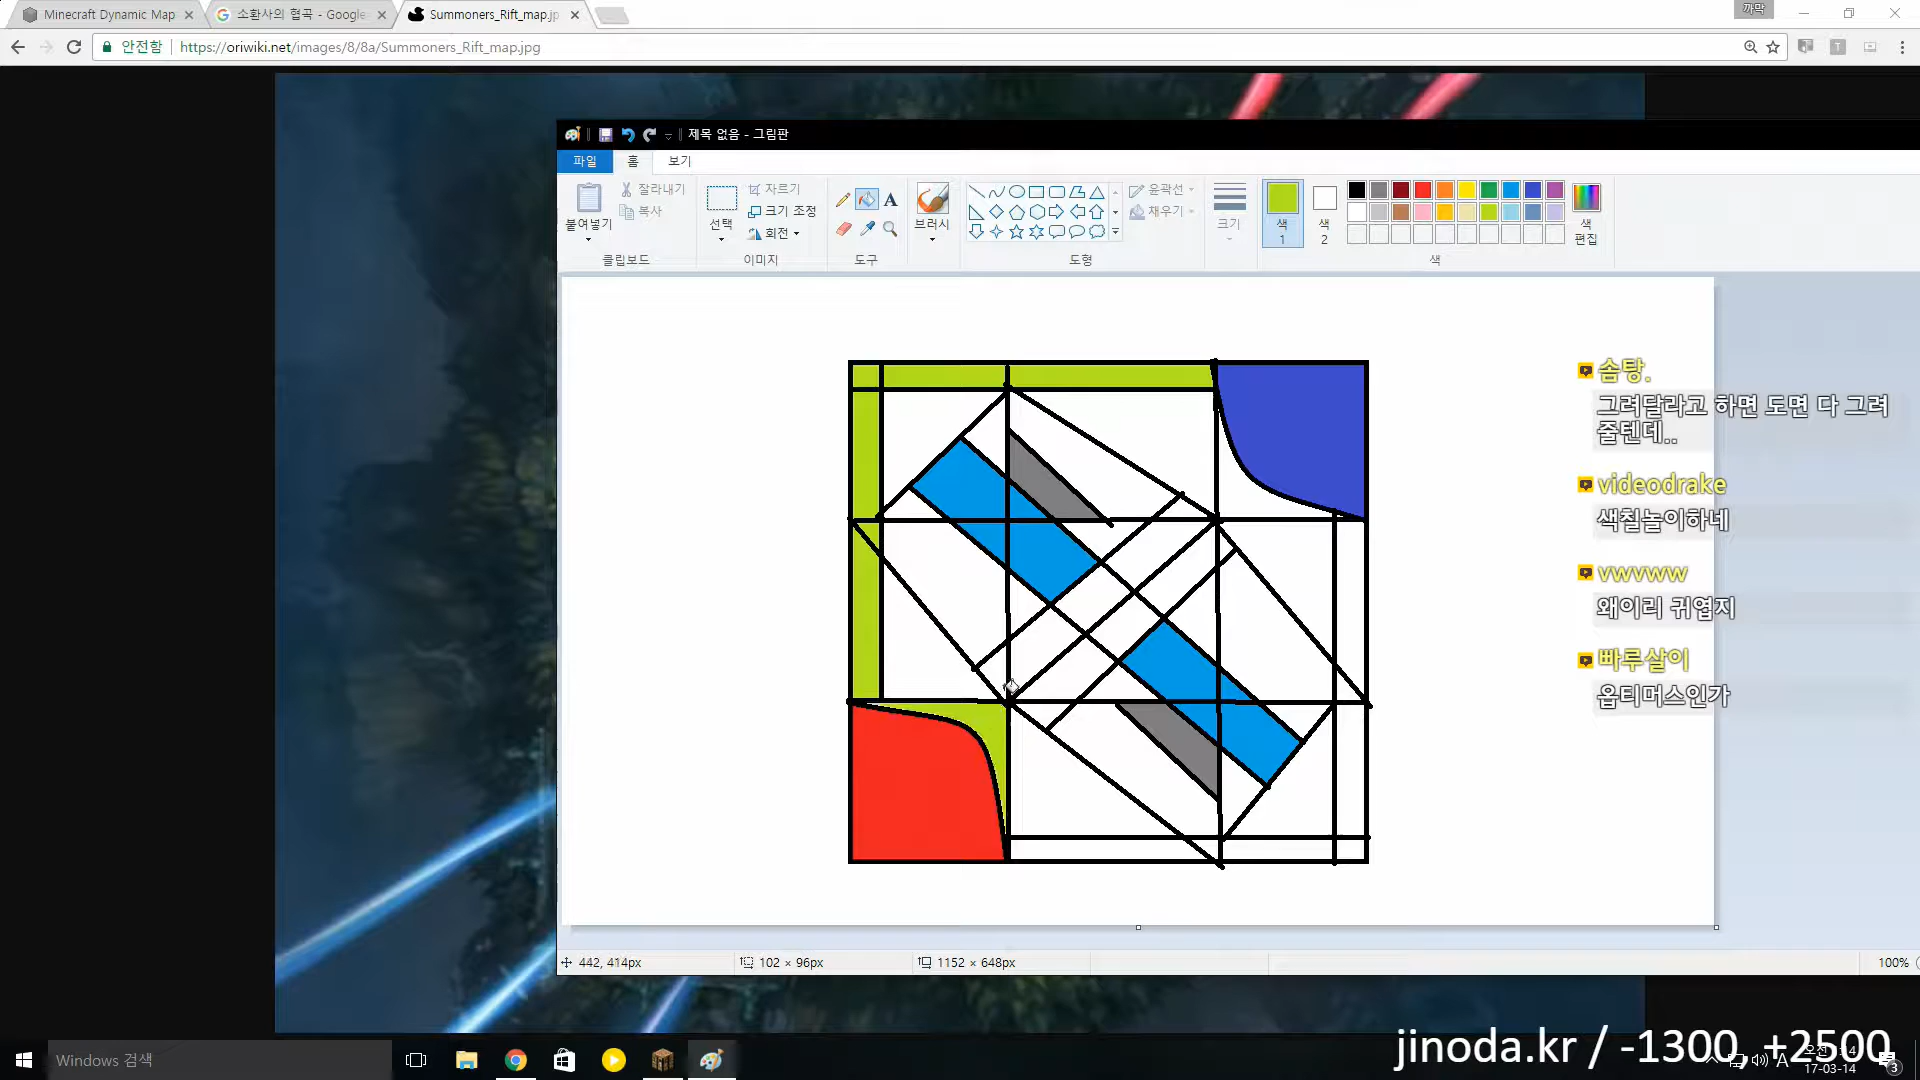 Minecraft Dynamic Map
소환사의 협곡 - Google
Summoners_Rift_map.jp
까막
안전함
https://oriwiki.net/images/8/8a/Summoners_Rift_map.jpg
제목 없음 - 그림판
파일
홈
보기
붙여넣기
잘라내기
복사
클립보드
선택
자르기
크기 조정
회전
이미지
A
도구
브러시
윤곽선
채우기
도형
크기
색
1
색
2
색
편집
색
솜탕.
그려달라고 하면 도면 다 그려
줄텐데..
videodrake
색칠놀이하네
vwvww
왜이리 귀엽지
빠루살이
옵티머스인가
442, 414px
102 × 96px
1152 × 648px
100%
jinoda.kr / -1300, +2500
Windows 검색
A
17-03-14
3